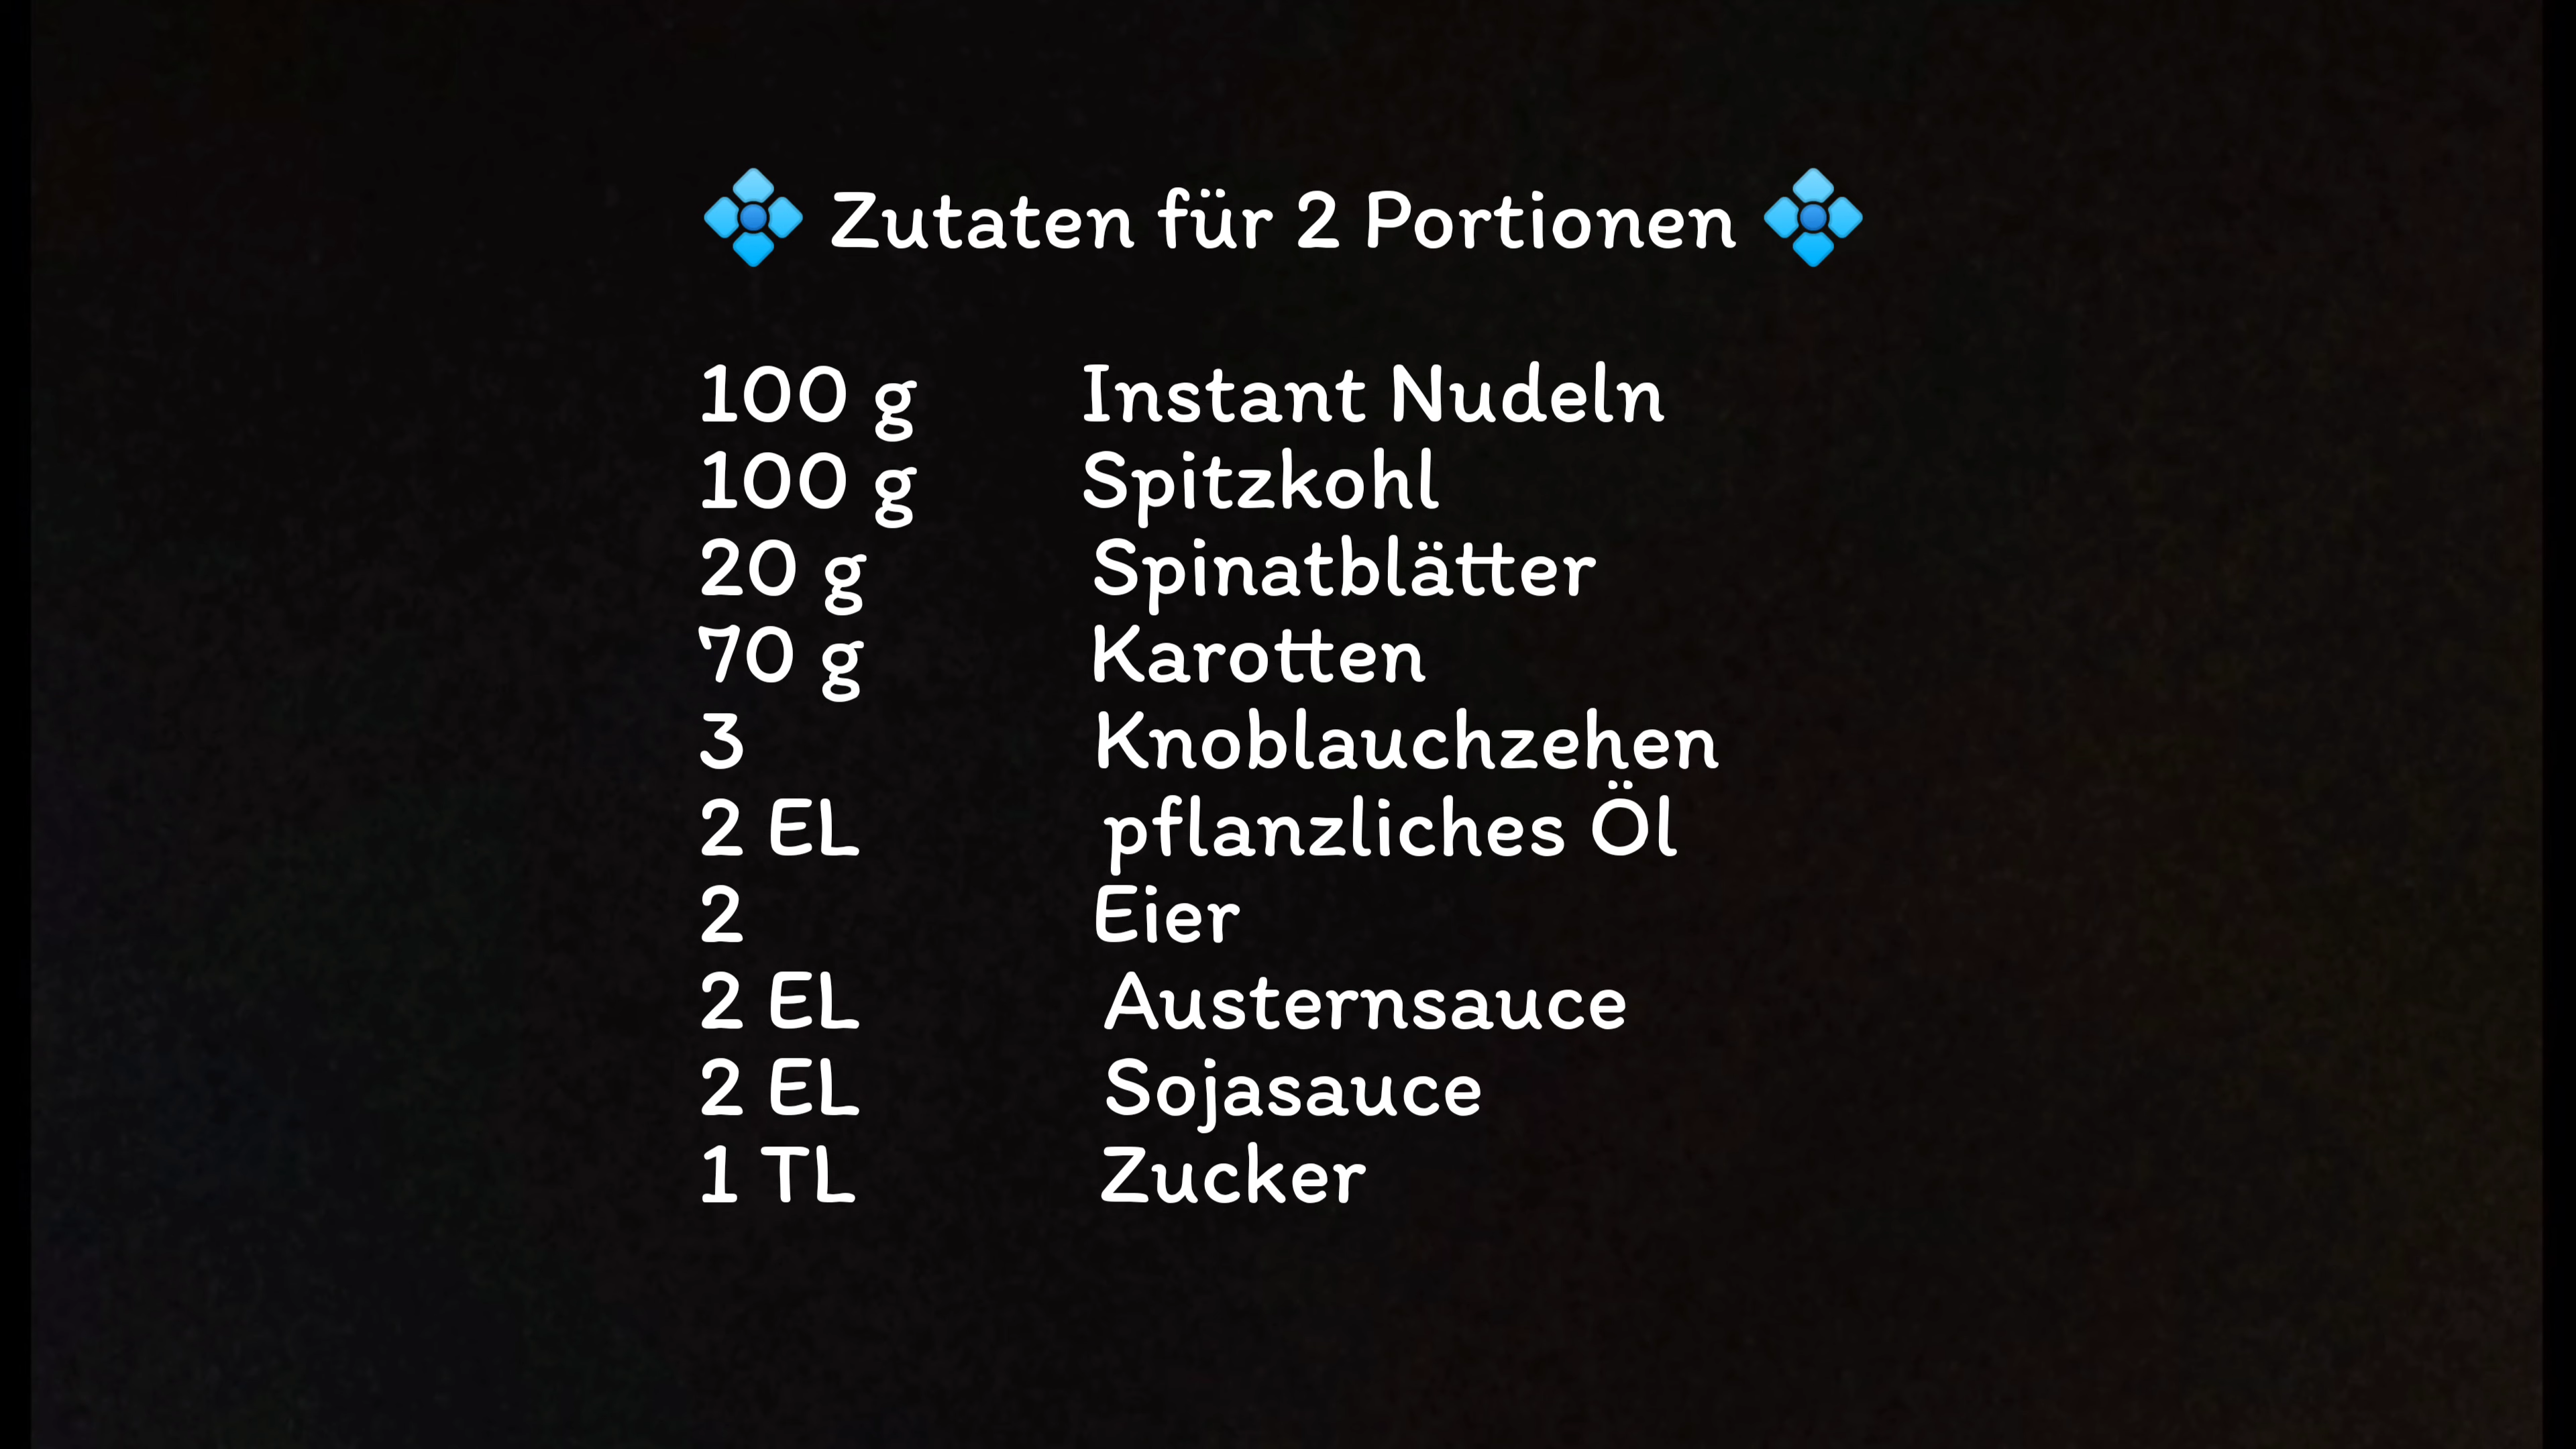 💠 Zutaten für 2 Portionen 💠
100 g Instant Nudeln
100 g Spitzkohl
20 g Spinatblätter
70 g Karotten
3 Knoblauchzehen
2 EL pflanzliches Öl
2 Eier
2 EL Austernsauce
2 EL Sojasauce
1 TL Zucker